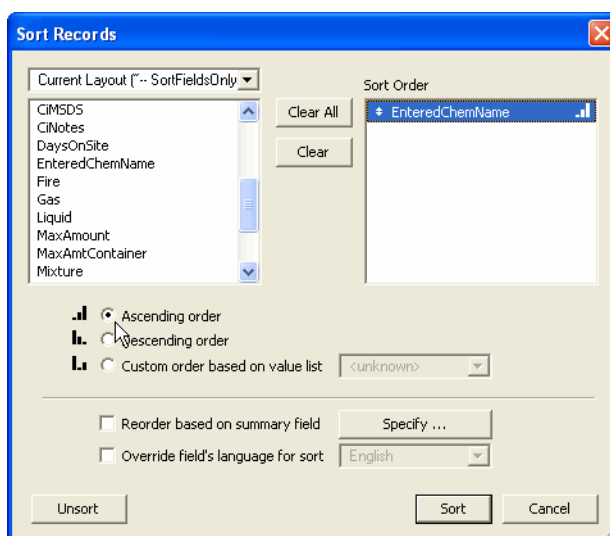 Sort Records
Current Layout ("-- SortFieldsOnly
Sort Order
CiMSDS
CiNotes
DaysOnSite
EnteredChemName
Fire
Gas
Liquid
MaxAmount
MaxAmtContainer
Mixture
Clear All
Clear
EnteredChemName
Ascending order
Descending order
Custom order based on value list
<unknown>
Reorder based on summary field
Specify ...
Override field's language for sort
English
Unsort
Sort
Cancel